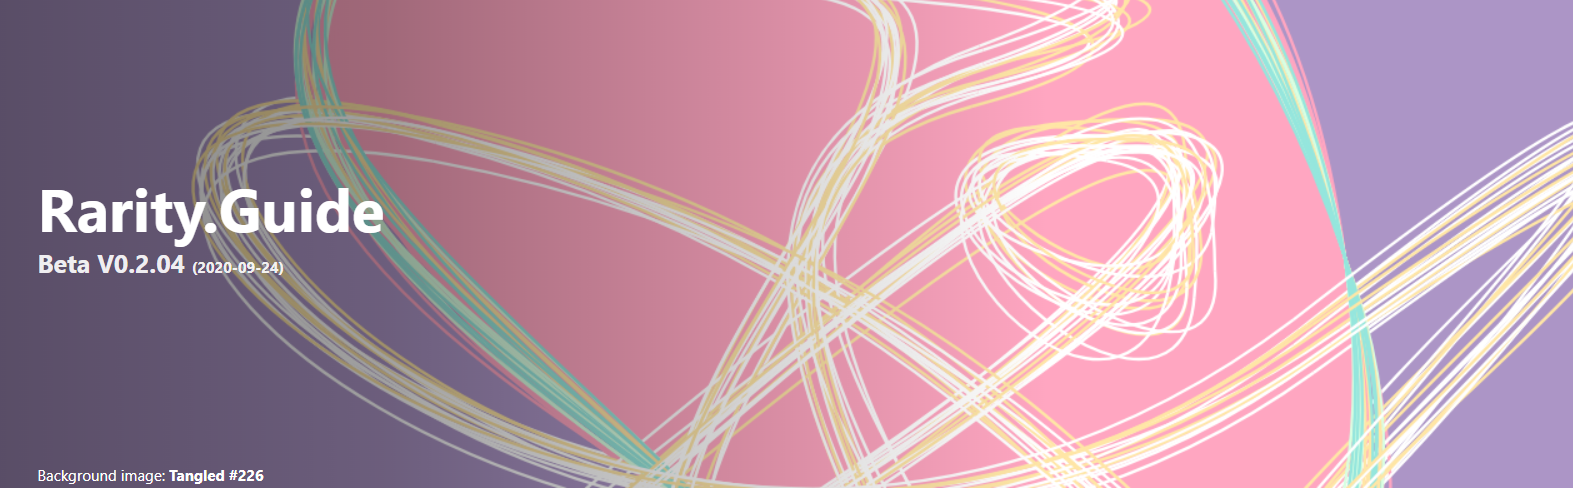 Rarity.Guide
Beta V0.2.04 (2020-09-24)
Background image: Tangled #226